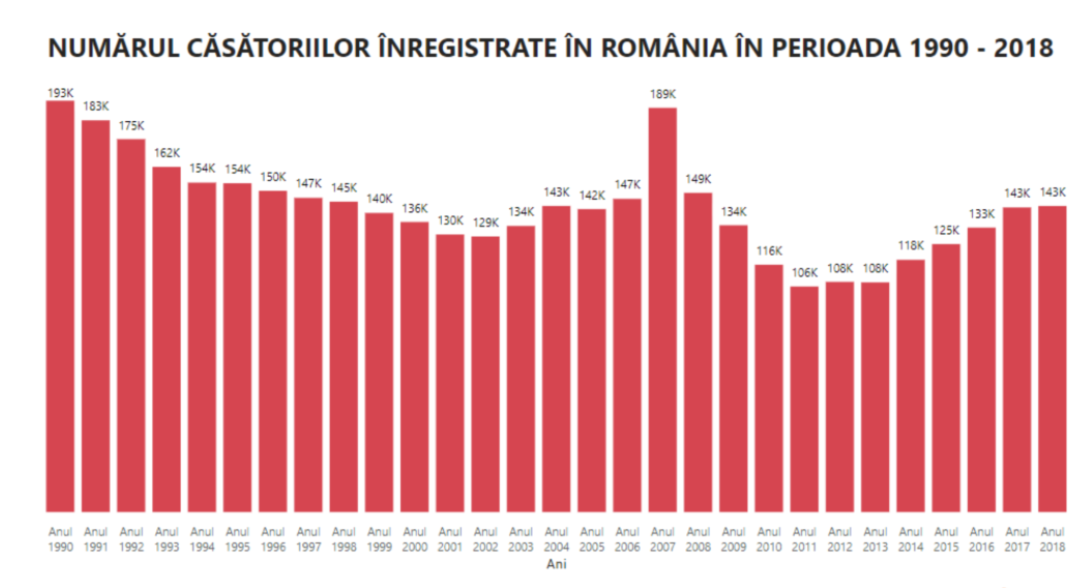 NUMĂRUL CĂSĂTORIILOR ÎNREGISTRATE ÎN ROMÂNIA ÎN PERIOADA 1990 - 2018
193K
183K
175K
162K
154K
154K
150K
147K
145K
140K
136K
130K
129K
134K
143K
142K
147K
189K
149K
134K
116K
106K
108K
108K
118K
125K
133K
143K
143K
Anul Anul Anul Anul Anul Anul Anul Anul Anul Anul Anul Anul Anul Anul Anul Anul Anul Anul Anul Anul Anul Anul Anul Anul Anul Anul Anul Anul Anul
1990 1991 1992 1993 1994 1995 1996 1997 1998 1999 2000 2001 2002 2003 2004 2005 2006 2007 2008 2009 2010 2011 2012 2013 2014 2015 2016 2017 2018
Ani